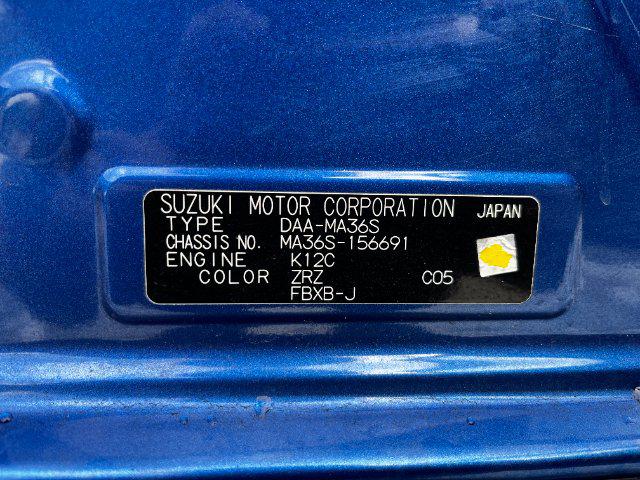 SUZUKI MOTOR CORPORATION JAPAN
TYPE DAA-MA36S
CHASSIS NO. MA36S-156691
ENGINE K12C
COLOR ZRZ C05
FBXB-J